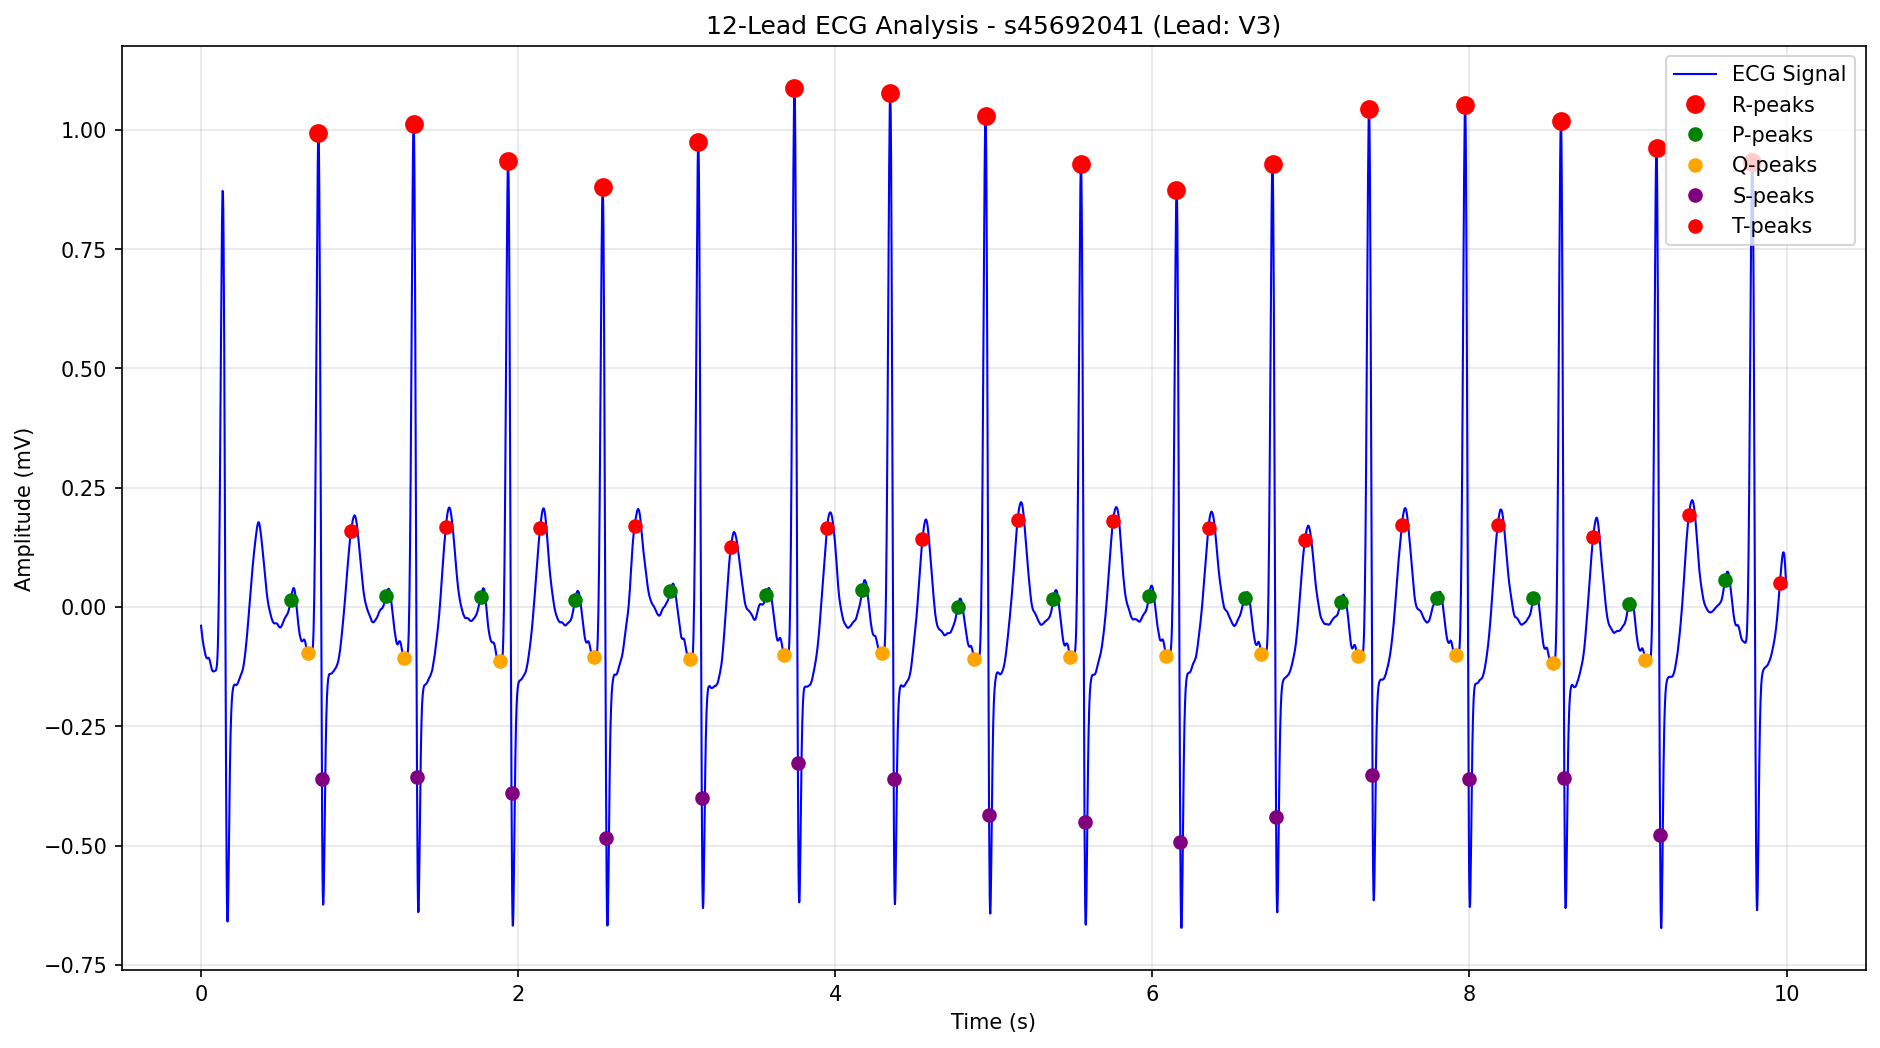 12-Lead ECG Analysis - s45692041 (Lead: V3)
ECG Signal
R-peaks
P-peaks
Q-peaks
S-peaks
T-peaks
Amplitude (mV)
1.00
0.75
0.50
0.25
0.00
−0.25
−0.50
−0.75
0 2 4 6 8 10
Time (s)